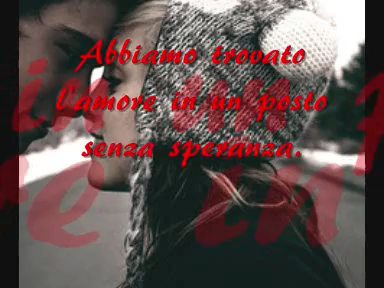 Abbiamo trovato
l'amore in un posto
senza speranza.